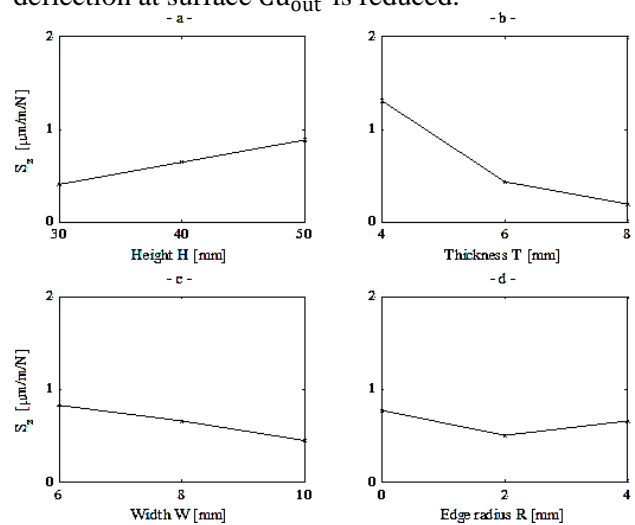 deflection at surface Cu_out is reduced.
- a -
- b -
2
1
0
S_z [μm/m/N]
30 40 50
Height H [mm]
2
1
0
4 6 8
Thickness T [mm]
- c -
- d -
2
1
0
S_z [μm/m/N]
6 8 10
Width W [mm]
2
1
0
0 2 4
Edge radius R [mm]